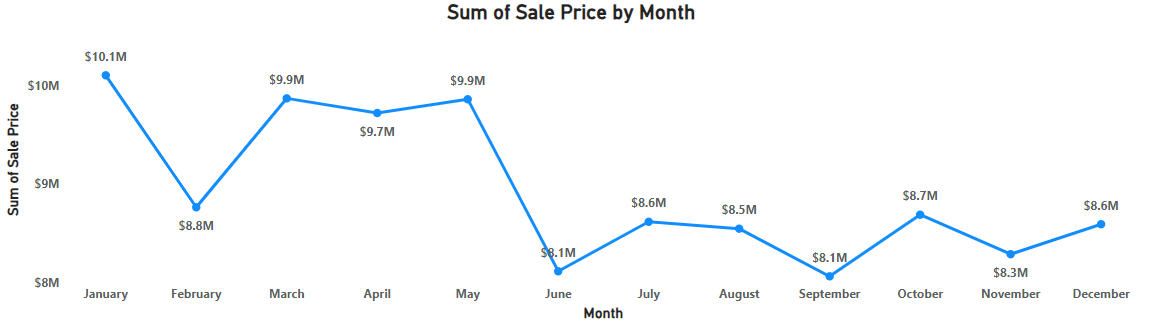 Sum of Sale Price by Month
Sum of Sale Price
$10M
$9M
$8M
$10.1M
$8.8M
$9.9M
$9.7M
$9.9M
$8.1M
$8.6M
$8.5M
$8.1M
$8.7M
$8.3M
$8.6M
January February March April May June July August September October November December
Month